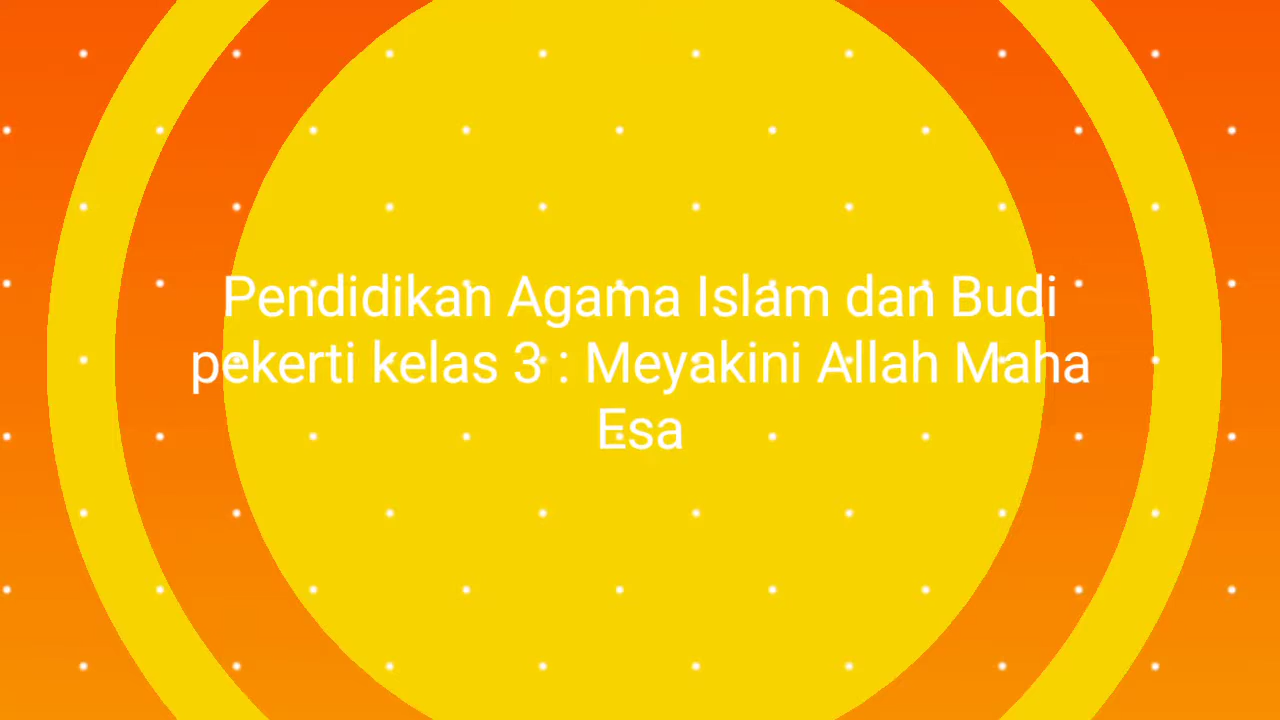 Pendidikan Agama Islam dan Budi
pekerti kelas 3 : Meyakini Allah Maha
Esa